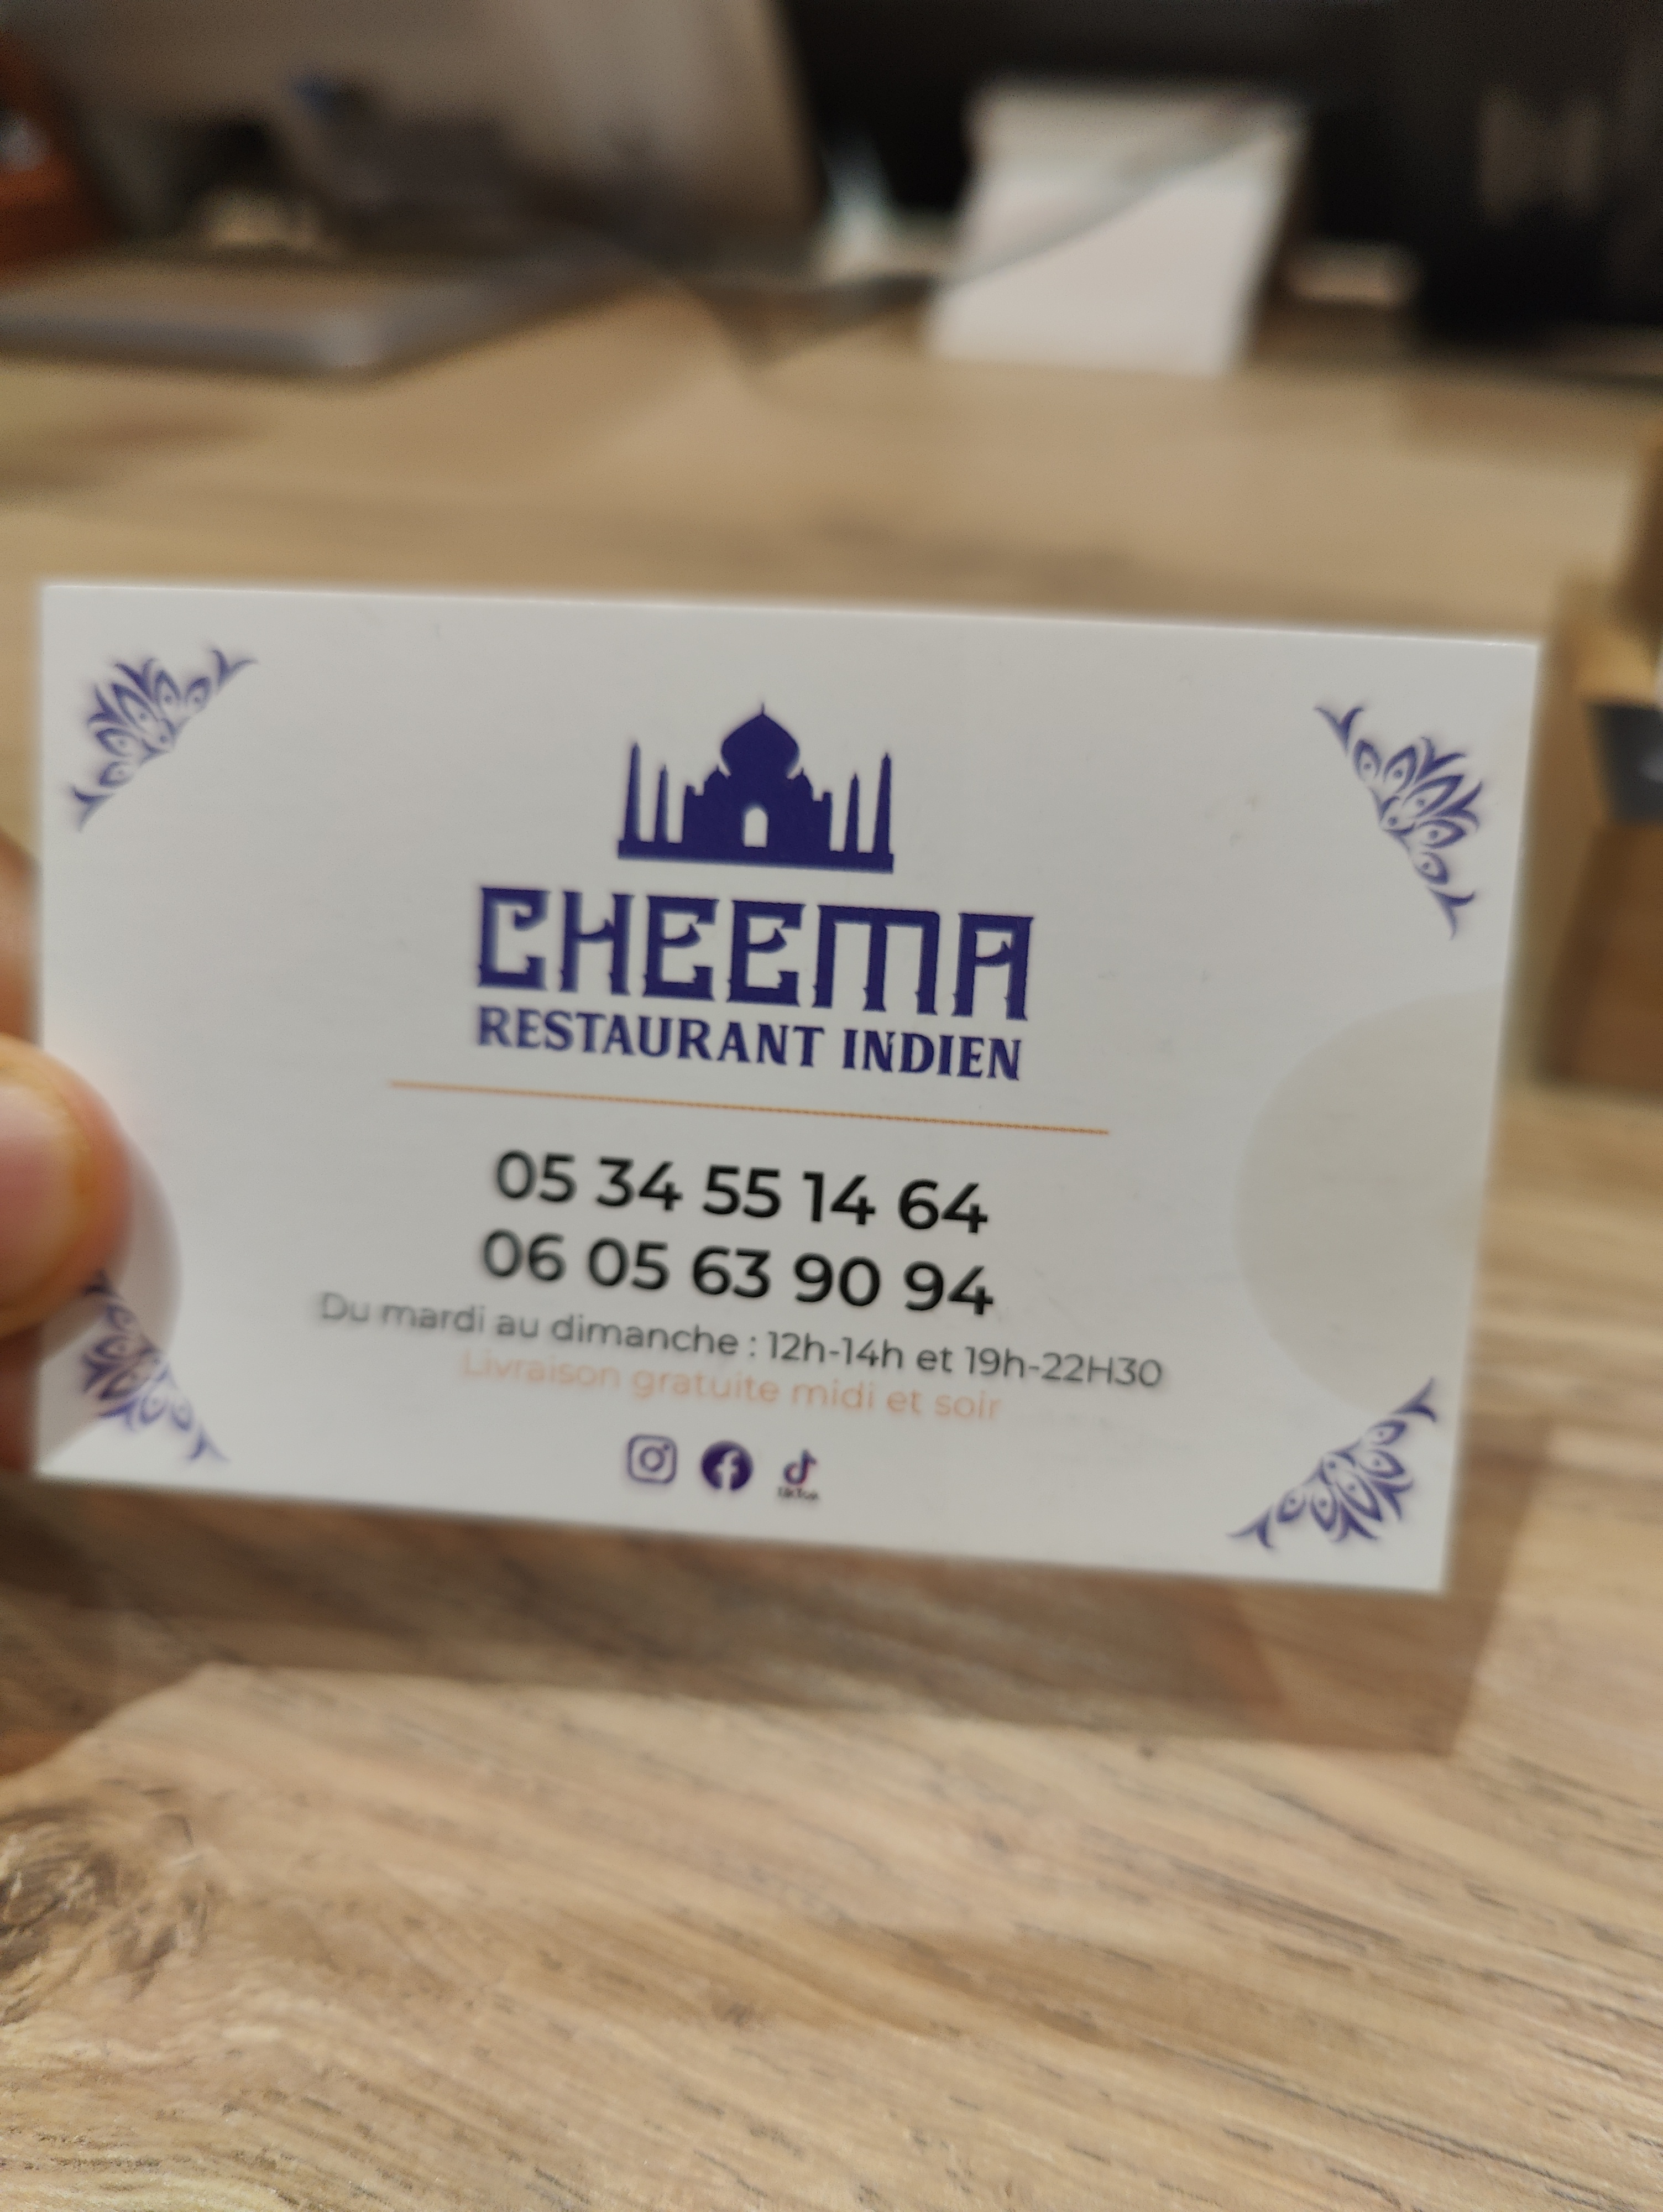 CHEEMA
RESTAURANT INDIEN
05 34 55 14 64
06 05 63 90 94
Du mardi au dimanche : 12h-14h et 19h-22H30
Livraison gratuite midi et soir
TikTok